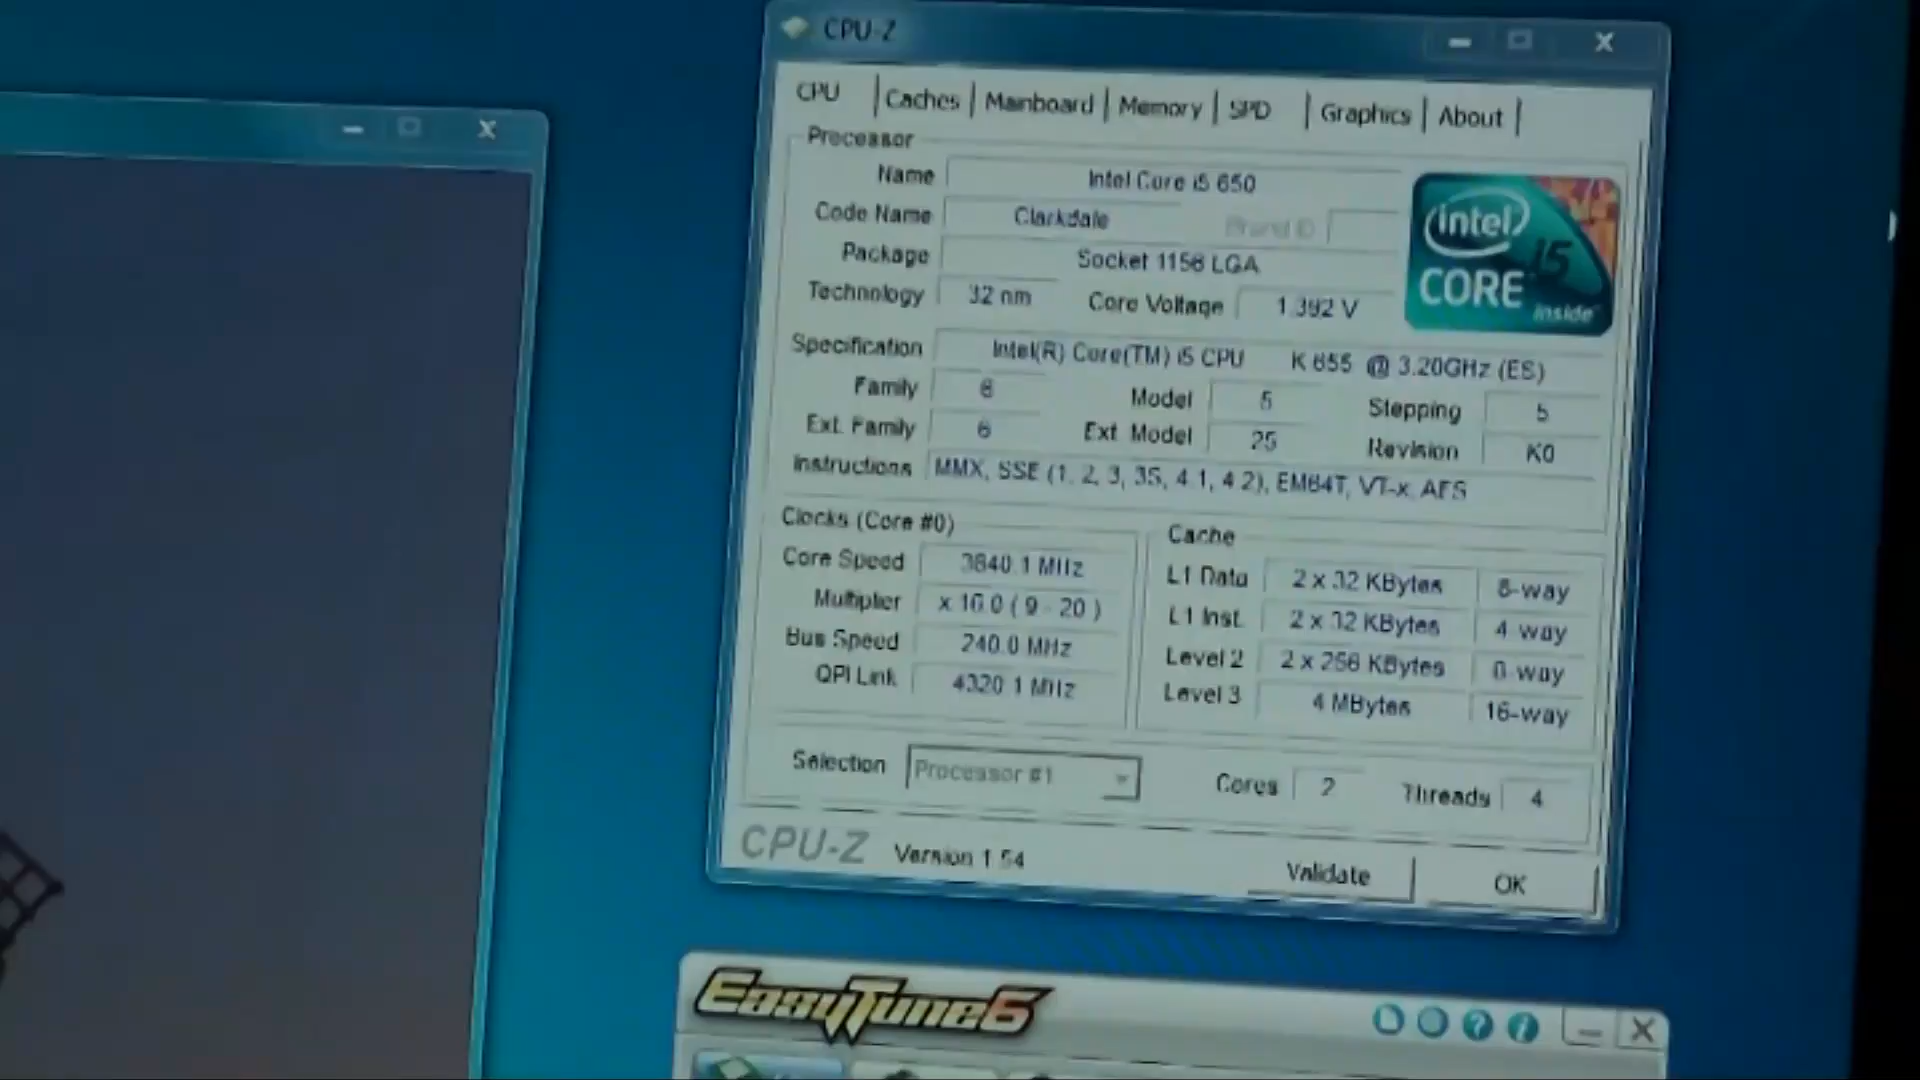 CPU-Z
CPU Caches Mainboard Memory SPD Graphics About
Processor
Name Intel Core i5 650
Code Name Clarkdale Brand ID
Package Socket 1156 LGA
Technology 32 nm Core Voltage 1.392 V
intel CORE i5 inside
Specification Intel(R) Core(TM) i5 CPU K 655 @ 3.20GHz (ES)
Family 6 Model 5 Stepping 5
Ext. Family 6 Ext. Model 25 Revision K0
Instructions MMX, SSE (1, 2, 3, 3S, 4.1, 4.2), EM64T, VT-x, AES
Clocks (Core #0)
Core Speed 3840.1 MHz
Multiplier x 16.0 ( 9 - 20 )
Bus Speed 240.0 MHz
QPI Link 4320.1 MHz
Cache
L1 Data 2 x 32 KBytes 8-way
L1 Inst. 2 x 32 KBytes 4-way
Level 2 2 x 256 KBytes 8-way
Level 3 4 MBytes 16-way
Selection Processor #1 Cores 2 Threads 4
CPU-Z Version 1.54 Validate OK
EasyTune6